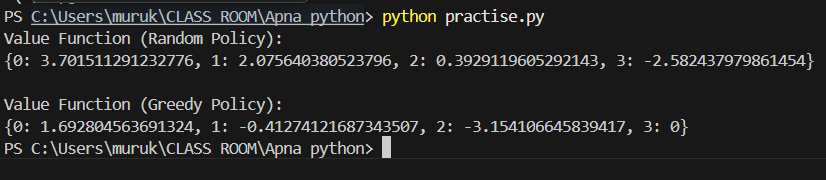 PS C:\Users\muruk\CLASS ROOM\Apna python> python practise.py
Value Function (Random Policy):
{0: 3.701511291232776, 1: 2.075640380523796, 2: 0.3929119605292143, 3: -2.582437979861454}
Value Function (Greedy Policy):
{0: 1.692804563691324, 1: -0.41274121687343507, 2: -3.154106645839417, 3: 0}
PS C:\Users\muruk\CLASS ROOM\Apna python>